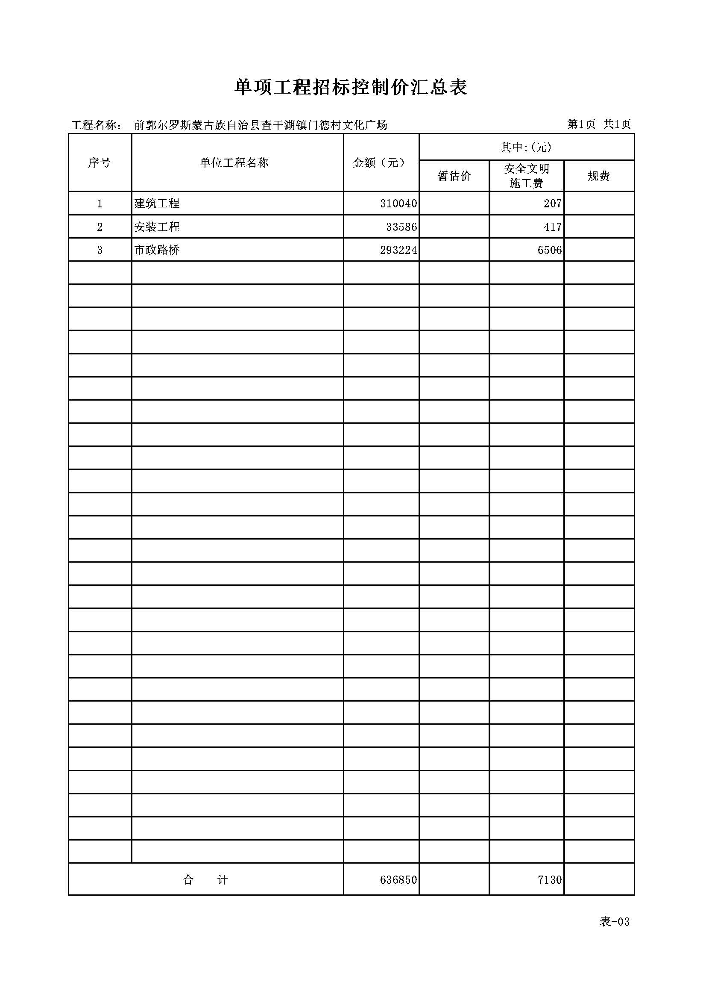 单项工程招标控制价汇总表
工程名称： 前郭尔罗斯蒙古族自治县查干湖镇门德村文化广场 第1页 共1页
序号 单位工程名称 金额（元） 其中:(元)
暂估价 安全文明施工费 规费
1 建筑工程 310040 207
2 安装工程 33586 417
3 市政路桥 293224 6506
合 计 636850 7130
表-03